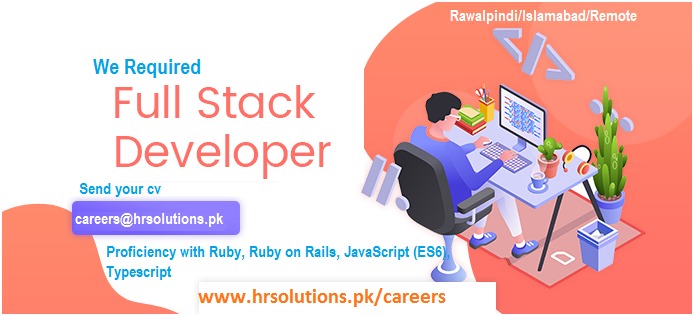 Rawalpindi/Islamabad/Remote
We Required
Full Stack
Developer
Send your cv
careers@hrsolutions.pk
Proficiency with Ruby, Ruby on Rails, JavaScript (ES6),
Typescript
www.hrsolutions.pk/careers